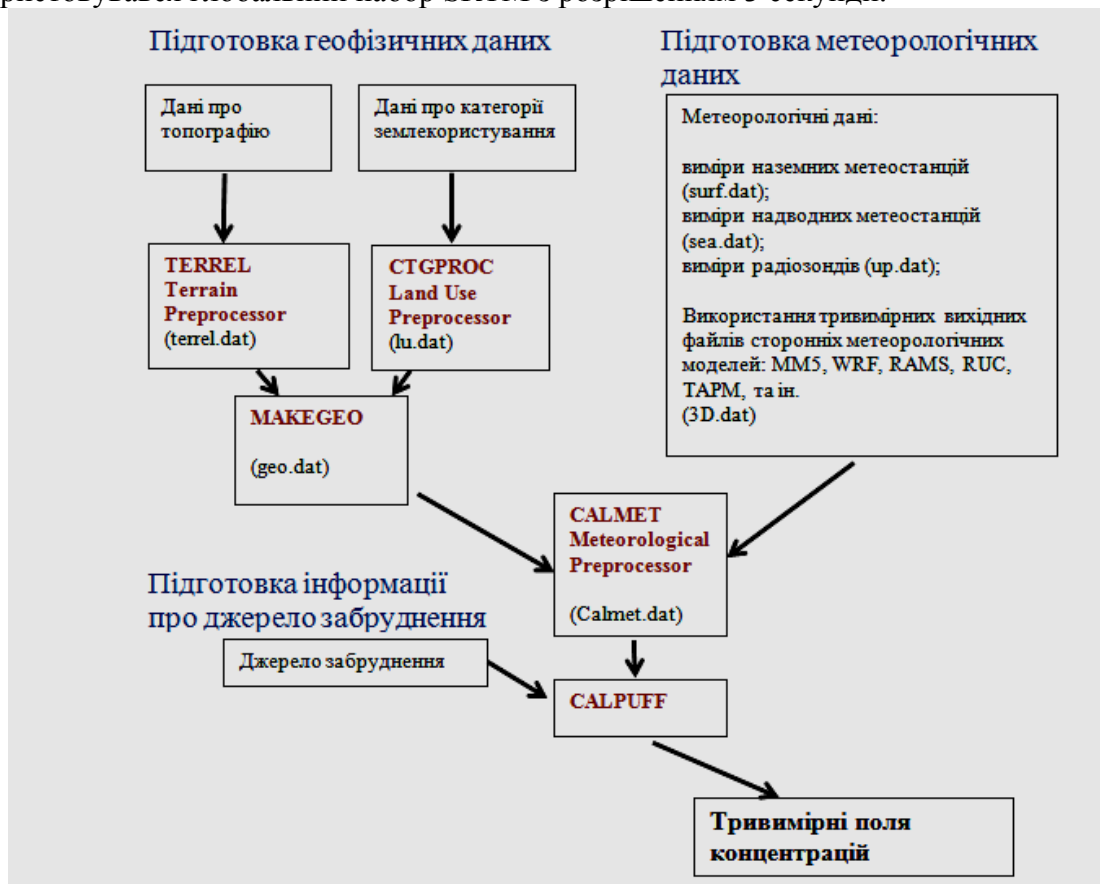 Підготовка геофізичних даних
Дані про
топографію
Дані про категорії
землекористування
TERREL
Terrain
Preprocessor
(terrel.dat)
CTGPROC
Land Use
Preprocessor
(lu.dat)
MAKEGEO
(geo.dat)
Підготовка метеорологічних
даних
Метеорологічні дані:
виміри наземних метеостанцій
(surf.dat);
виміри надводних метеостанцій
(sea.dat);
виміри радіозондів (up.dat);
Використання тривимірних вихідних
файлів сторонніх метеорологічних
моделей: MM5, WRF, RAMS, RUC,
TAPM, та ін.
(3D.dat)
CALMET
Meteorological
Preprocessor
(Calmet.dat)
Підготовка інформації
про джерело забруднення
Джерело забруднення
CALPUFF
Тривимірні поля
концентрацій